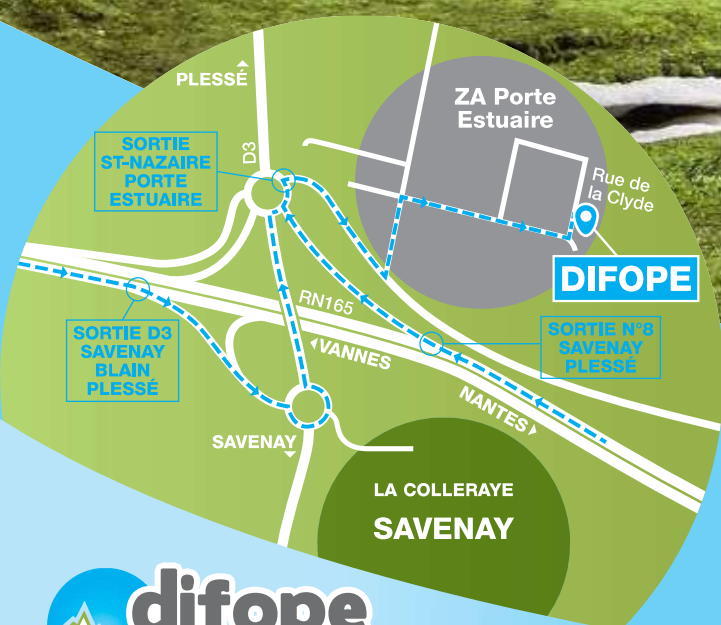 PLESSÉ
ZA Porte
Estuaire
SORTIE
ST-NAZAIRE
PORTE
ESTUAIRE
D3
Rue de
la Clyde
DIFOPE
RN165
SORTIE D3
SAVENAY
BLAIN
PLESSÉ
VANNES
SORTIE N°8
SAVENAY
PLESSÉ
NANTES
SAVENAY
LA COLLERAYE
SAVENAY
difope